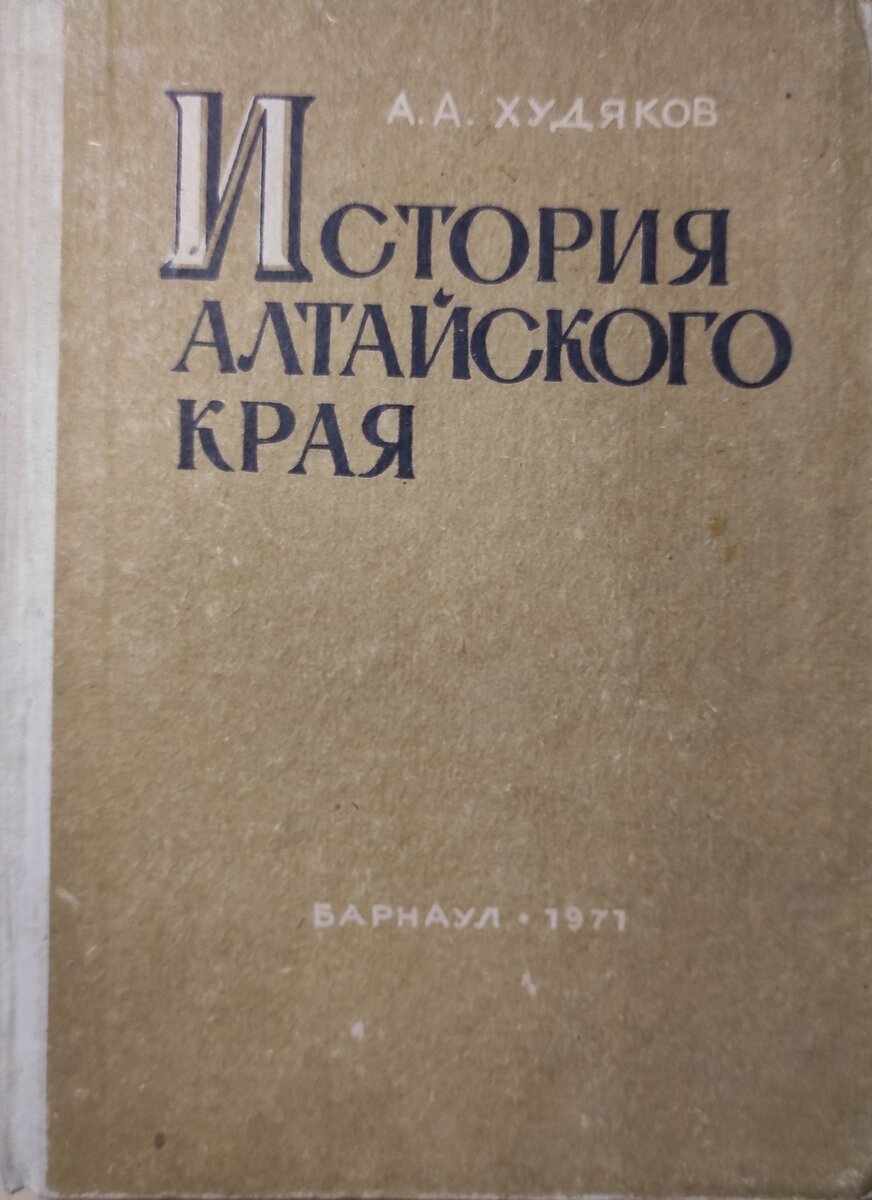 А. А. ХУДЯКОВ
ИСТОРИЯ
АЛТАЙСКОГО
КРАЯ
БАРНАУЛ • 1971